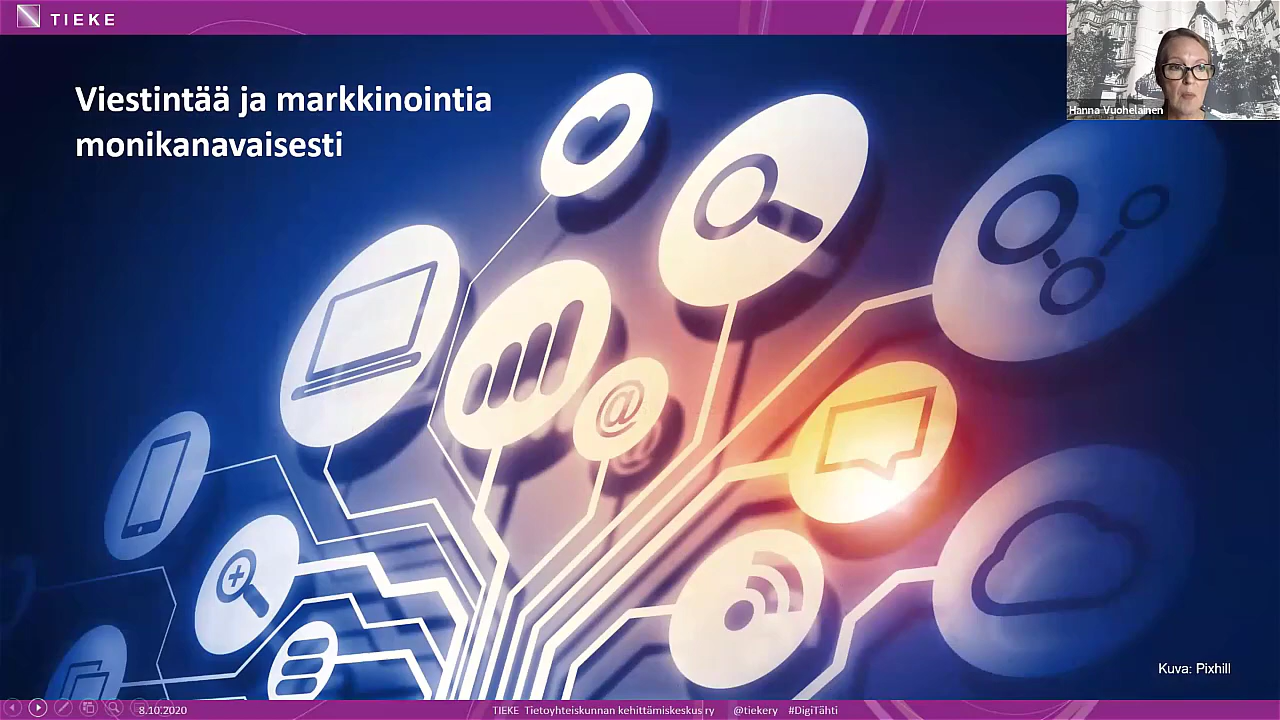 TIEKE
Hanna Vuohelainen
Viestintää ja markkinointia
monikanavaisesti
@
Kuva: Pixhill
8.10.2020
TIEKE Tietoyhteiskunnan kehittämiskeskus ry @tiekery #DigiTähti